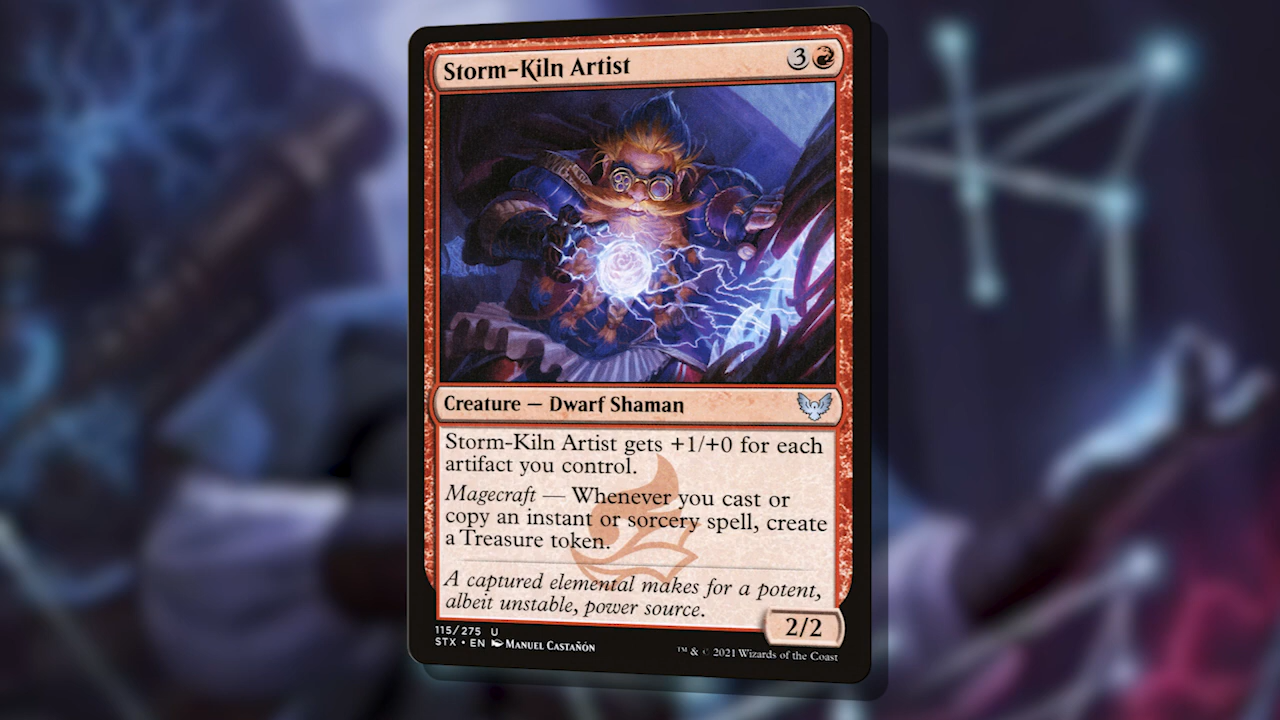 Storm-Kiln Artist 3
Creature — Dwarf Shaman
Storm-Kiln Artist gets +1/+0 for each
artifact you control.
Magecraft — Whenever you cast or
copy an instant or sorcery spell, create
a Treasure token.
A captured elemental makes for a potent,
albeit unstable, power source.
2/2
115/275 U
STX • EN Manuel Castañón
™ & © 2021 Wizards of the Coast